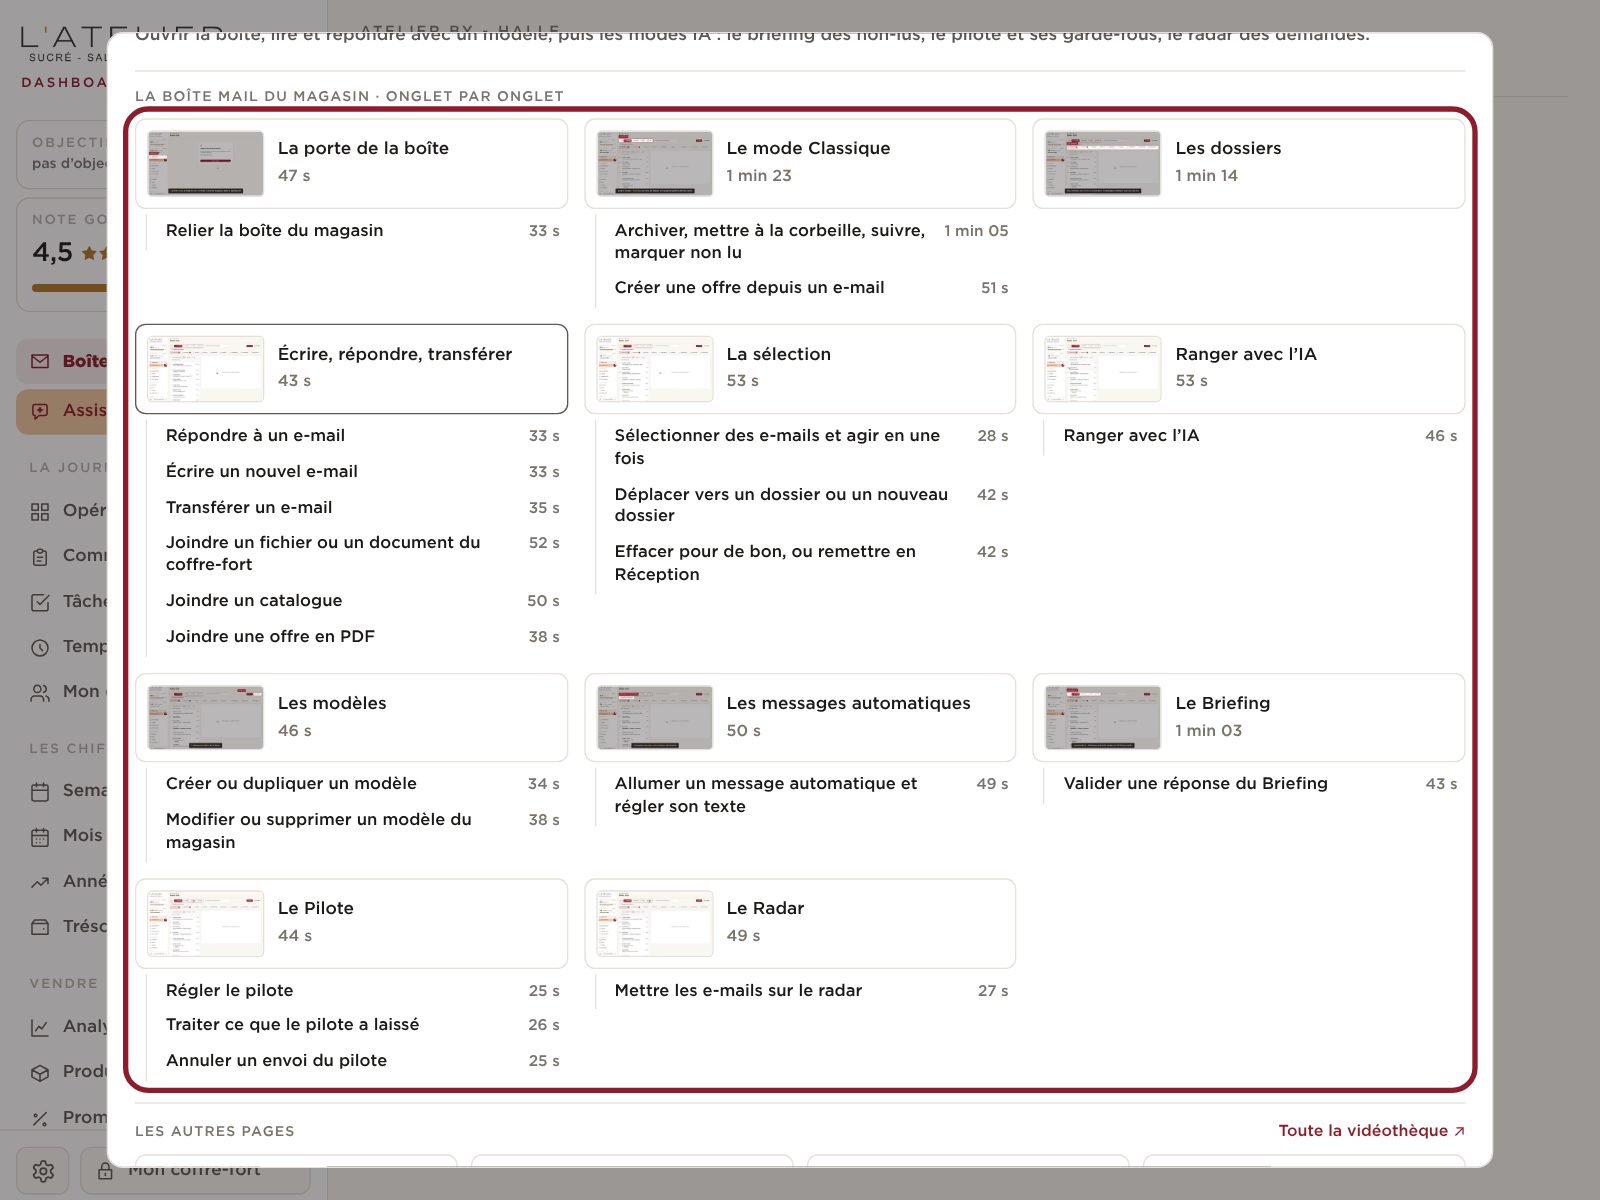 L'ATELIER
SUCRÉ - SAL
DASHBOA
ATELIER BY - HALLE
OBJECTI
pas d'objec
NOTE GO
4,5
Boîte
Assis
LA JOURN
Opér
Comm
Tâche
Temp
Mon
LES CHIF
Sema
Mois
Anné
Tréso
VENDRE
Analy
Produ
Prom
Mon coffre-fort
Ouvrir la boîte, lire et répondre avec un modèle, puis les modes IA : le briefing des non-lus, le pilote et ses garde-fous, le radar des demandes.
LA BOÎTE MAIL DU MAGASIN · ONGLET PAR ONGLET
La porte de la boîte
47 s
Relier la boîte du magasin 33 s
Le mode Classique
1 min 23
Archiver, mettre à la corbeille, suivre, 1 min 05
marquer non lu
Créer une offre depuis un e-mail 51 s
Les dossiers
1 min 14
Écrire, répondre, transférer
43 s
Répondre à un e-mail 33 s
Écrire un nouvel e-mail 33 s
Transférer un e-mail 35 s
Joindre un fichier ou un document du 52 s
coffre-fort
Joindre un catalogue 50 s
Joindre une offre en PDF 38 s
La sélection
53 s
Sélectionner des e-mails et agir en une 28 s
fois
Déplacer vers un dossier ou un nouveau 42 s
dossier
Effacer pour de bon, ou remettre en 42 s
Réception
Ranger avec l'IA
53 s
Ranger avec l'IA 46 s
Les modèles
46 s
Créer ou dupliquer un modèle 34 s
Modifier ou supprimer un modèle du 38 s
magasin
Les messages automatiques
50 s
Allumer un message automatique et 49 s
régler son texte
Le Briefing
1 min 03
Valider une réponse du Briefing 43 s
Le Pilote
44 s
Régler le pilote 25 s
Traiter ce que le pilote a laissé 26 s
Annuler un envoi du pilote 25 s
Le Radar
49 s
Mettre les e-mails sur le radar 27 s
LES AUTRES PAGES
Toute la vidéothèque ↗